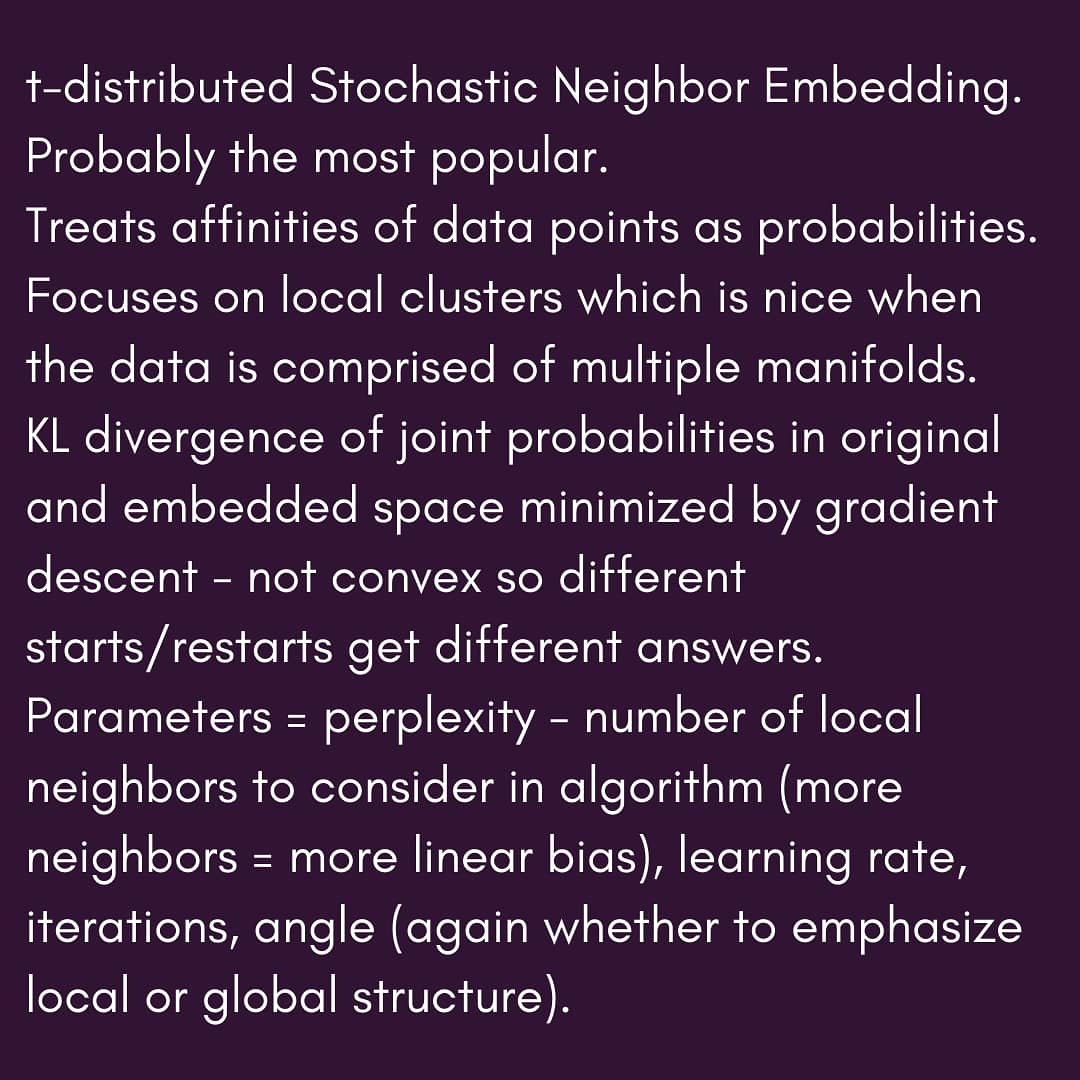 t-distributed Stochastic Neighbor Embedding.
Probably the most popular.
Treats affinities of data points as probabilities.
Focuses on local clusters which is nice when
the data is comprised of multiple manifolds.
KL divergence of joint probabilities in original
and embedded space minimized by gradient
descent - not convex so different
starts/restarts get different answers.
Parameters = perplexity - number of local
neighbors to consider in algorithm (more
neighbors = more linear bias), learning rate,
iterations, angle (again whether to emphasize
local or global structure).